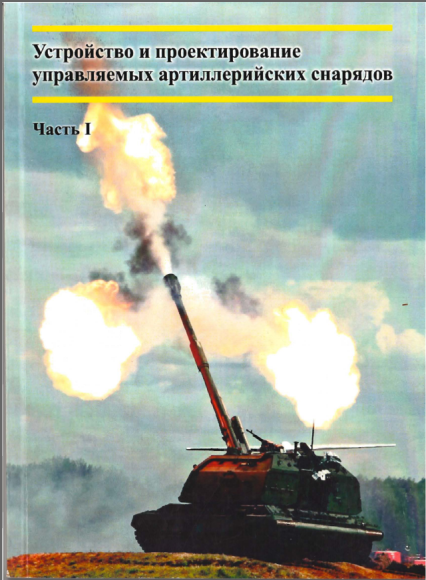 Устройство и проектирование
управляемых артиллерийских снарядов
Часть I